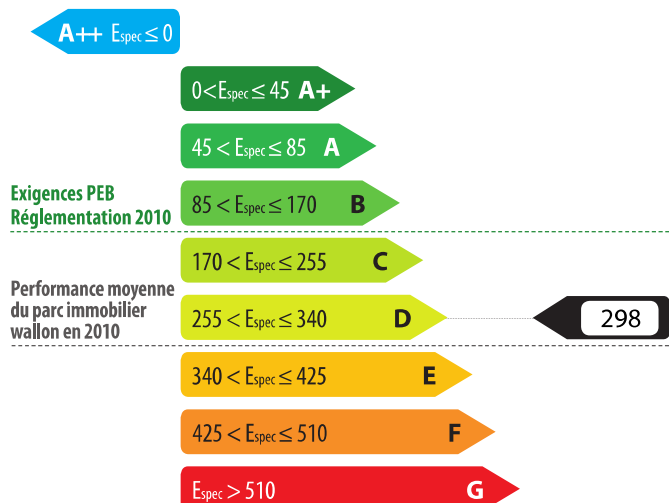 A++ Espec ≤ 0
0 < Espec ≤ 45 A+
45 < Espec ≤ 85 A
Exigences PEB
Réglementation 2010
85 < Espec ≤ 170 B
170 < Espec ≤ 255 C
Performance moyenne
du parc immobilier
wallon en 2010
255 < Espec ≤ 340 D
298
340 < Espec ≤ 425 E
425 < Espec ≤ 510 F
Espec > 510 G